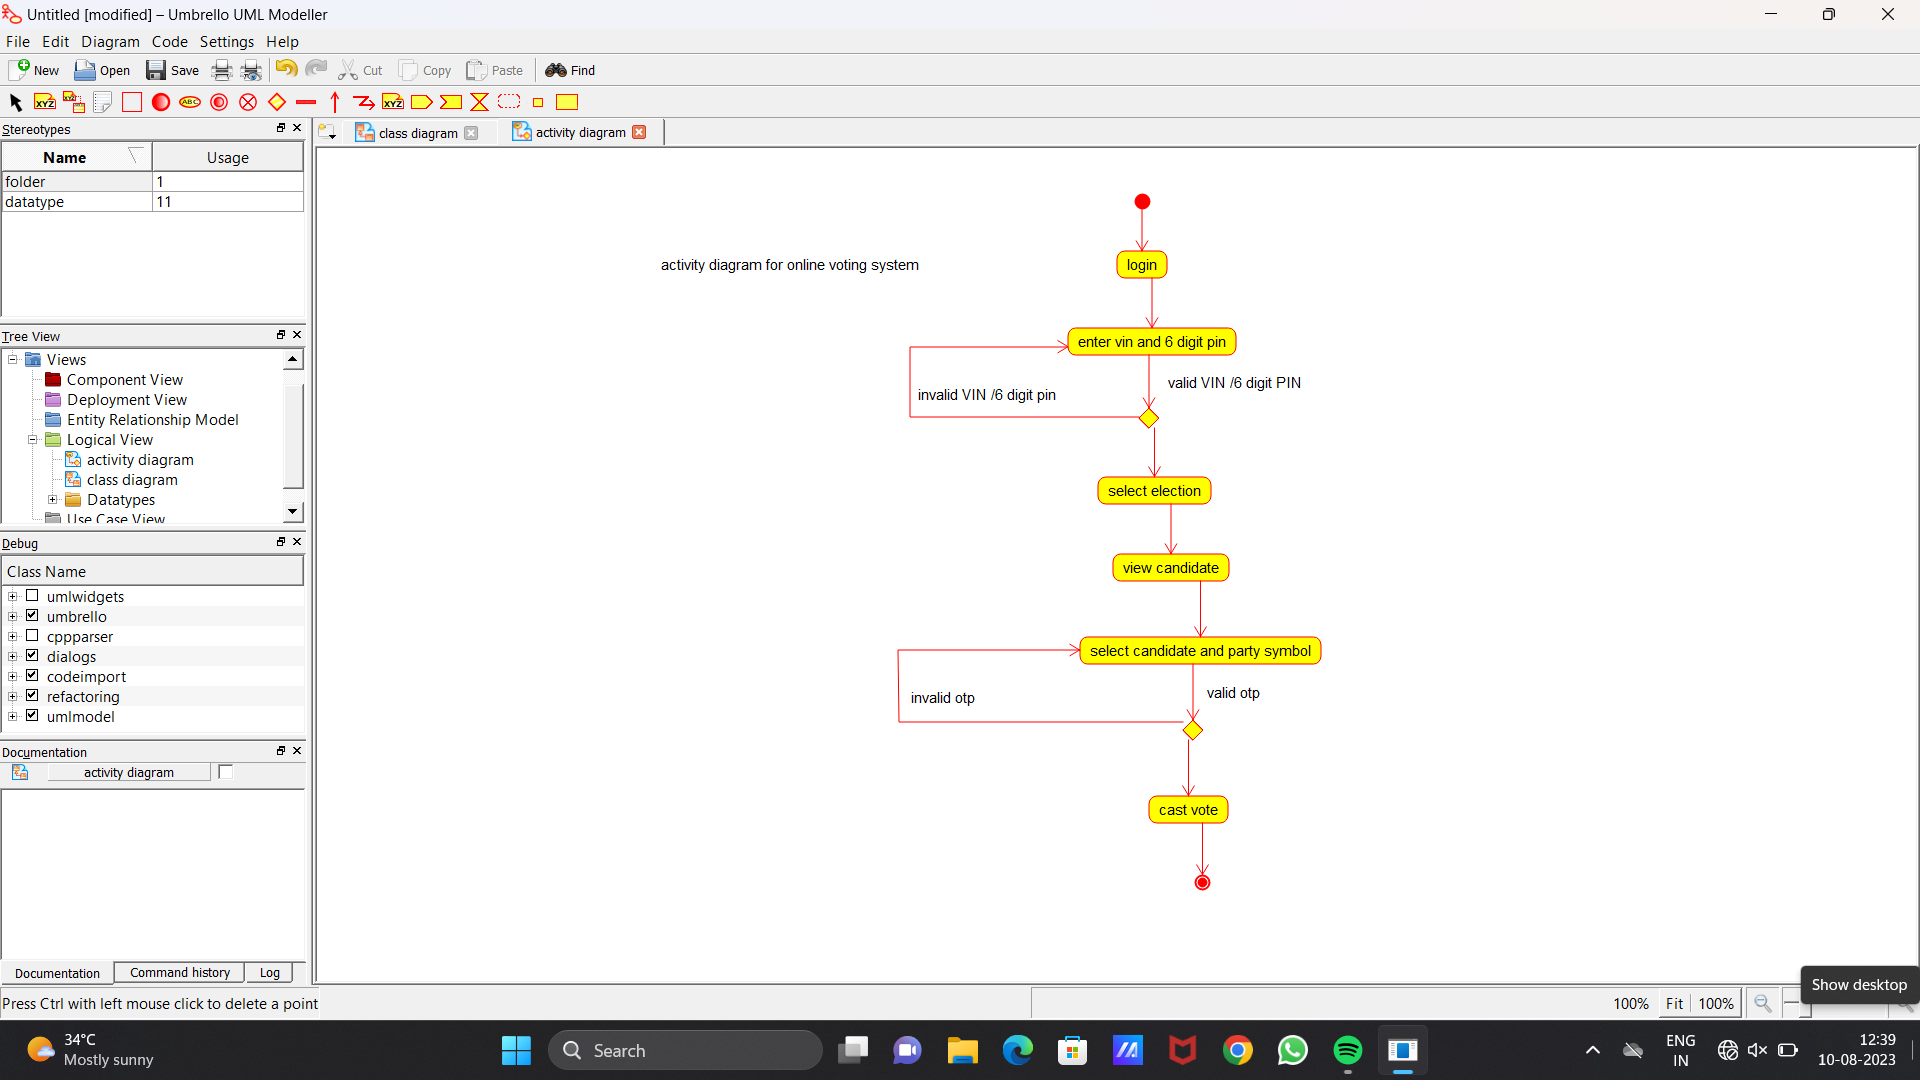 Untitled [modified] – Umbrello UML Modeller
File Edit Diagram Code Settings Help
New Open Save Cut Copy Paste Find
XYZ XYZ ABC XYZ
Stereotypes
Name Usage
folder 1
datatype 11
Tree View
Views
Component View
Deployment View
Entity Relationship Model
Logical View
activity diagram
class diagram
Datatypes
Use Case View
Debug
Class Name
umlwidgets
umbrello
cppparser
dialogs
codeimport
refactoring
umlmodel
Documentation
activity diagram
Documentation Command history Log
class diagram activity diagram
activity diagram for online voting system
login
enter vin and 6 digit pin
valid VIN /6 digit PIN
invalid VIN /6 digit pin
select election
view candidate
select candidate and party symbol
valid otp
invalid otp
cast vote
Press Ctrl with left mouse click to delete a point
100% Fit 100%
Show desktop
34°C
Mostly sunny
Search
ENG
IN
12:39
10-08-2023